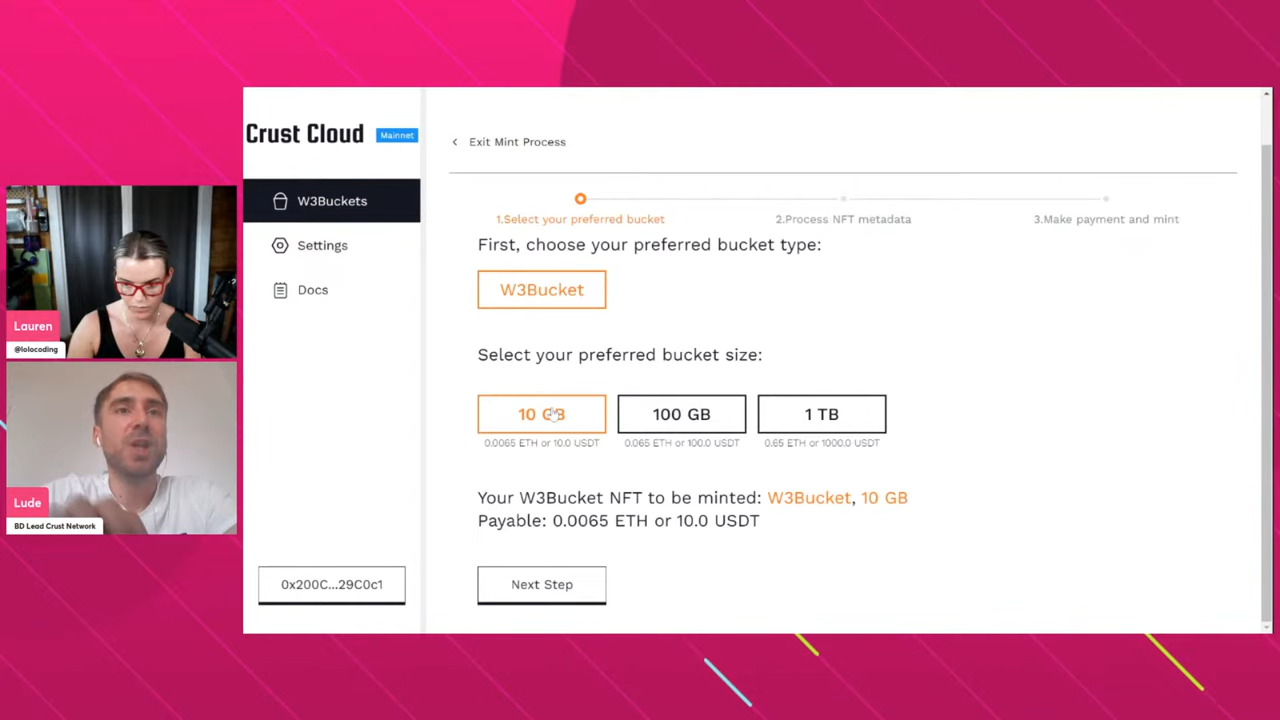 Crust Cloud
Mainnet
W3Buckets
Settings
Docs
0x200C...29C0c1
Exit Mint Process
1.Select your preferred bucket
2.Process NFT metadata
3.Make payment and mint
First, choose your preferred bucket type:
W3Bucket
Select your preferred bucket size:
10 GB
100 GB
1 TB
0.0065 ETH or 10.0 USDT
0.065 ETH or 100.0 USDT
0.65 ETH or 1000.0 USDT
Your W3Bucket NFT to be minted: W3Bucket, 10 GB
Payable: 0.0065 ETH or 10.0 USDT
Next Step
Lauren
@lolocoding
Lude
BD Lead Crust Network